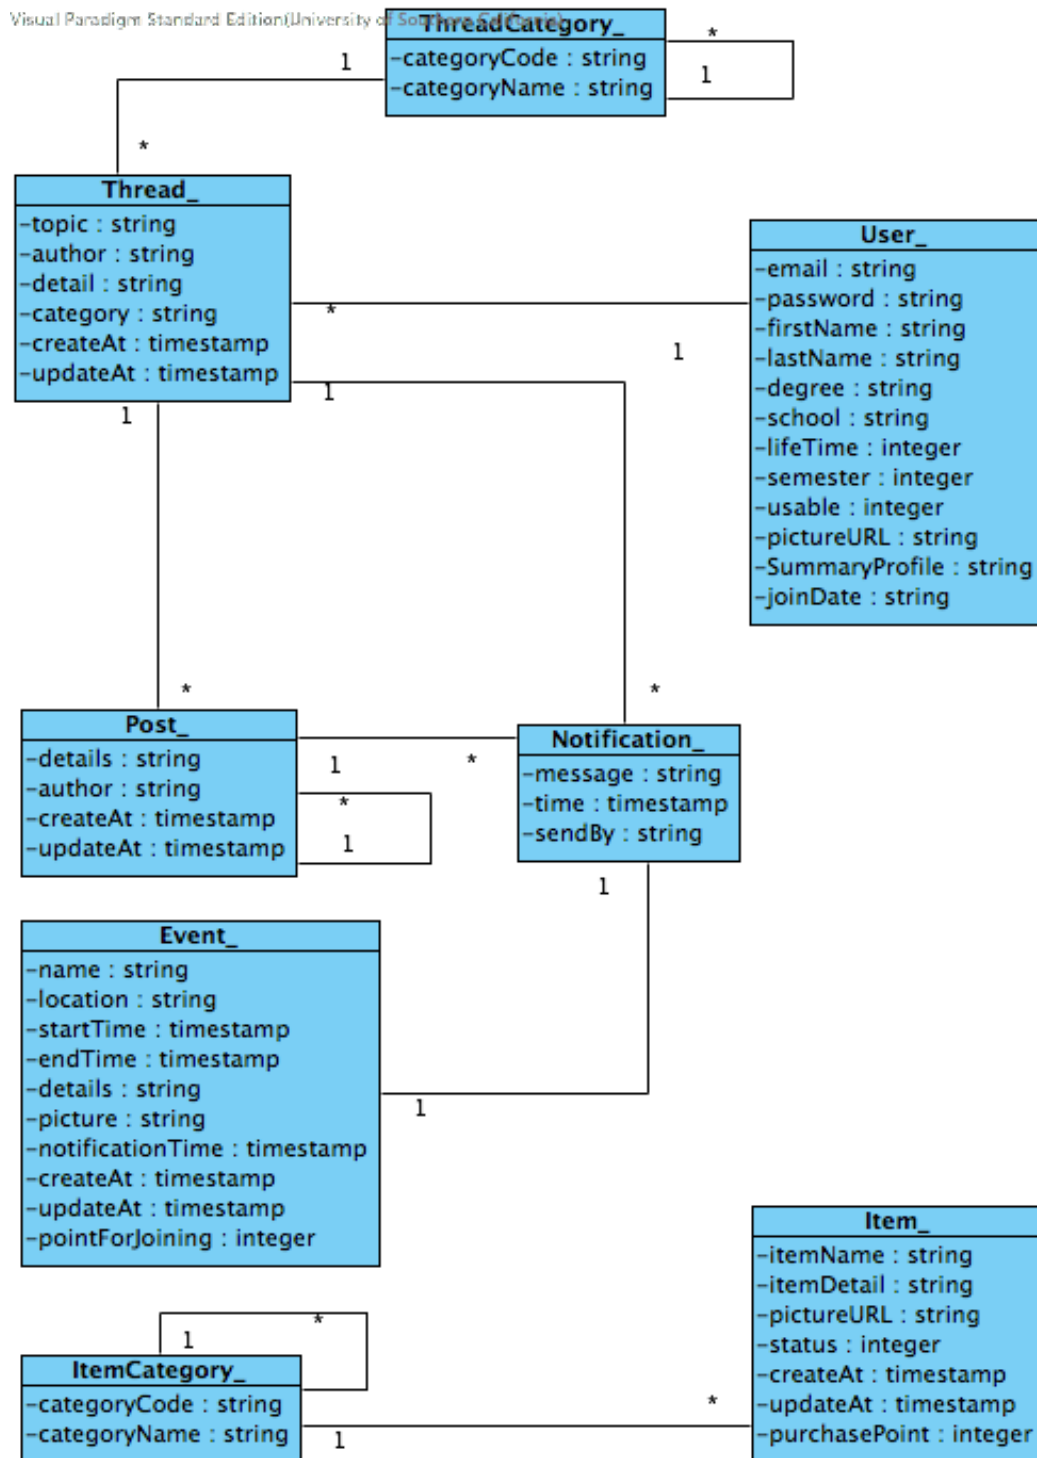 Visual Paradigm Standard Edition(University of Southern California)
ThreadCategory_
-categoryCode : string
-categoryName : string
*
1
1
*
Thread_
-topic : string
-author : string
-detail : string
-category : string
-createAt : timestamp
-updateAt : timestamp
*
1
1
1
User_
-email : string
-password : string
-firstName : string
-lastName : string
-degree : string
-school : string
-lifeTime : integer
-semester : integer
-usable : integer
-pictureURL : string
-SummaryProfile : string
-joinDate : string
*
*
Post_
-details : string
-author : string
-createAt : timestamp
-updateAt : timestamp
1
*
*
1
Notification_
-message : string
-time : timestamp
-sendBy : string
1
1
Event_
-name : string
-location : string
-startTime : timestamp
-endTime : timestamp
-details : string
-picture : string
-notificationTime : timestamp
-createAt : timestamp
-updateAt : timestamp
-pointForJoining : integer
*
1
ItemCategory_
-categoryCode : string
-categoryName : string
1
*
Item_
-itemName : string
-itemDetail : string
-pictureURL : string
-status : integer
-createAt : timestamp
-updateAt : timestamp
-purchasePoint : integer